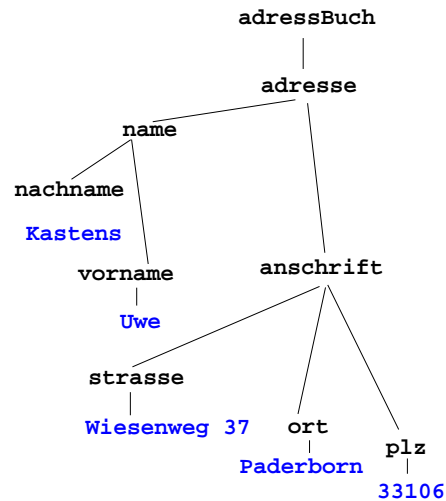 adressBuch
adresse
name
nachname
Kastens
vorname
Uwe
anschrift
strasse
Wiesenweg 37
ort
Paderborn
plz
33106